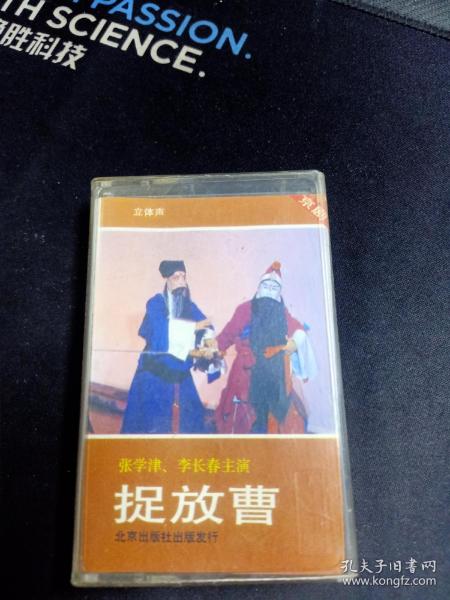 PASSION.
TH SCIENCE.
胜科技
京剧
立体声
张学津、李长春主演
捉放曹
北京出版社出版发行
孔夫子旧书网
www.kongfz.com